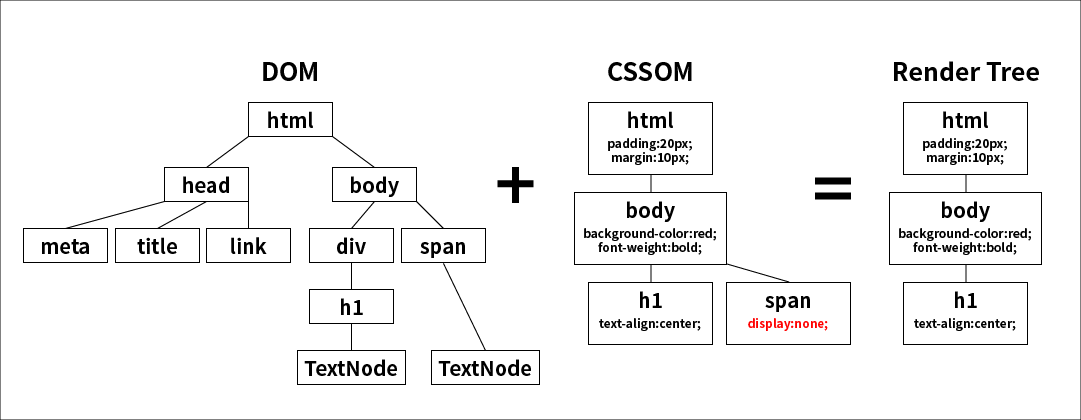 DOM
html
head
body
meta
title
link
div
span
h1
TextNode
TextNode
+
CSSOM
html
padding:20px;
margin:10px;
body
background-color:red;
font-weight:bold;
h1
text-align:center;
span
display:none;
=
Render Tree
html
padding:20px;
margin:10px;
body
background-color:red;
font-weight:bold;
h1
text-align:center;